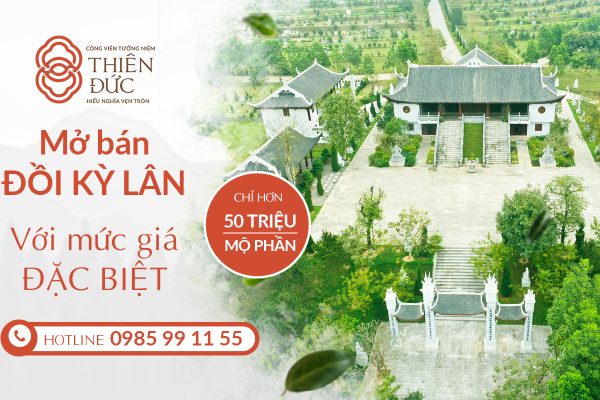 CÔNG VIÊN TƯỞNG NIỆM
THIÊN
ĐỨC
HIẾU NGHĨA VẸN TRÒN
Mở bán
ĐỒI KỲ LÂN
Với mức giá
ĐẶC BIỆT
CHỈ HƠN
50 TRIỆU
MỘ PHẦN
HOTLINE 0985 99 11 55